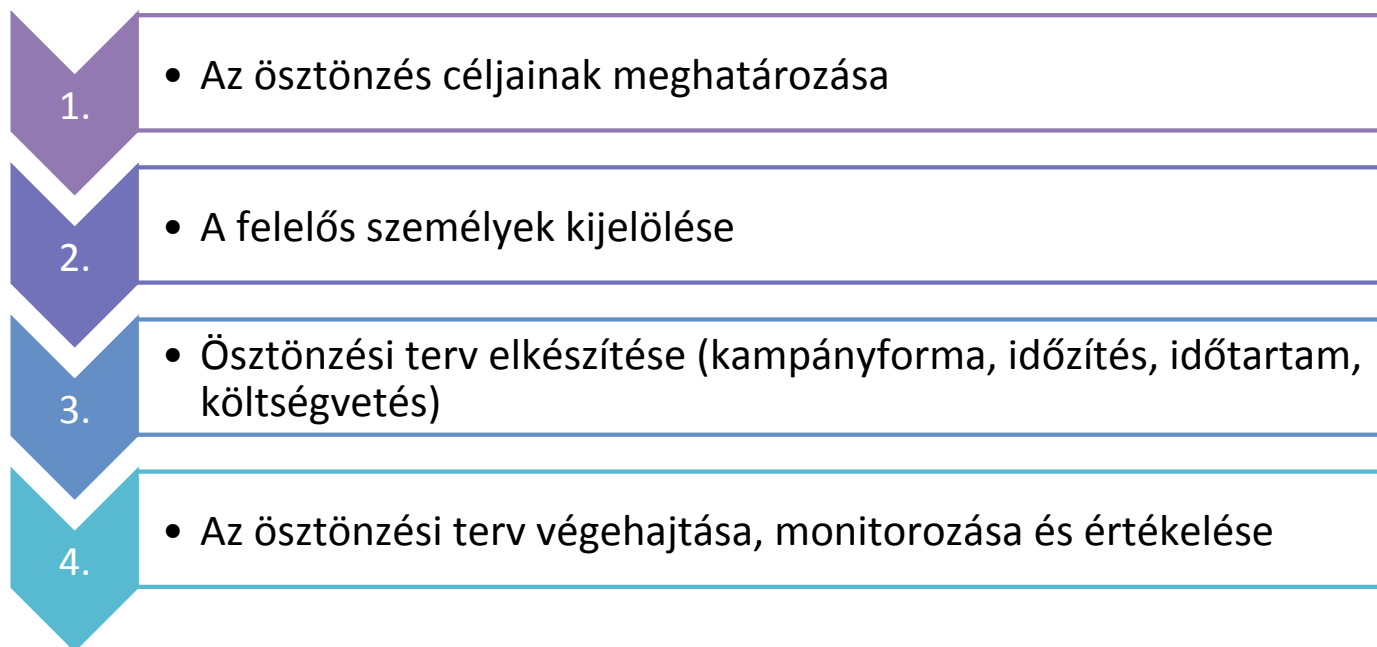 1.
• Az ösztönzés céljainak meghatározása
2.
• A felelős személyek kijelölése
3.
• Ösztönzési terv elkészítése (kampányforma, időzítés, időtartam,
költségvetés)
4.
• Az ösztönzési terv végehajtása, monitorozása és értékelése